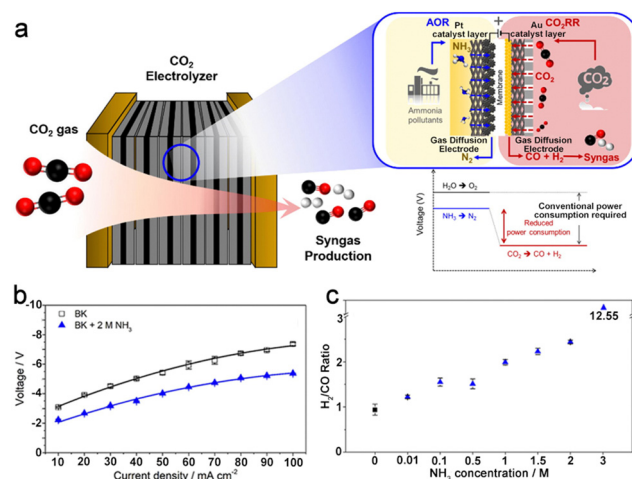 a
CO2
Electrolyzer
CO2 gas
Syngas
Production
AOR
Pt
catalyst layer
+
Au
catalyst layer
CO2RR
NH3
CO2
CO2
Membrane
Ammonia
pollutants
Gas Diffusion
Electrode
N2
Gas Diffusion
Electrode
CO + H2
Syngas
Voltage (V)
H2O → O2
NH3 → N2
Reduced
power consumption
Conventional power
consumption required
CO2 → CO + H2
b
BK
BK + 2 M NH3
Voltage / V
-10
-8
-6
-4
-2
0
10 20 30 40 50 60 70 80 90 100
Current density / mA cm-2
c
H2/CO Ratio
12.55
3
3
2
1
0
0 0.01 0.1 0.5 1 1.5 2 3
NH3 concentration / M